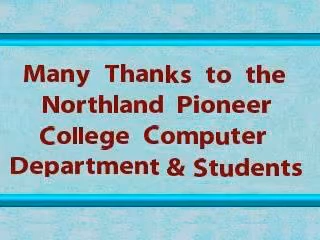 Many Thanks to the
Northland Pioneer
College Computer
Department & Students